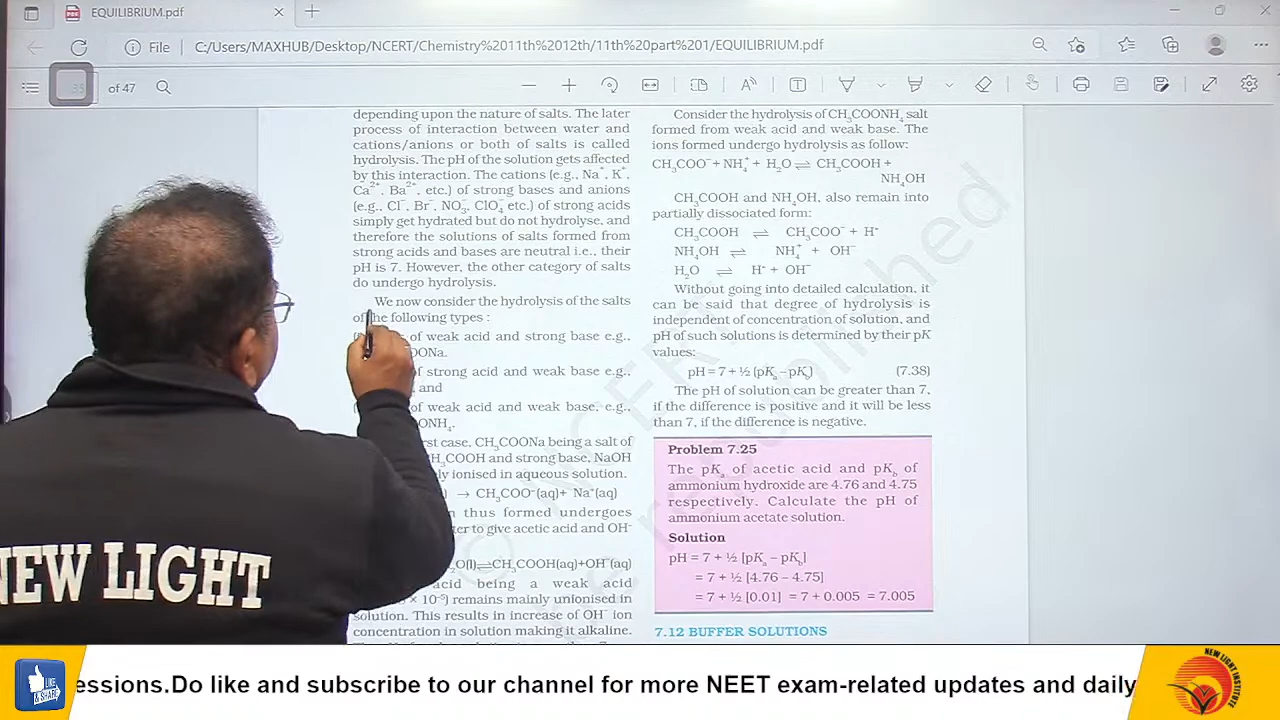 EQUILIBRIUM.pdf
File C:/Users/MAXHUB/Desktop/NCERT/Chemistry%2011th%2012th/11th%20part%201/EQUILIBRIUM.pdf
35 of 47
depending upon the nature of salts. The later
process of interaction between water and
cations/anions or both of salts is called
hydrolysis. The pH of the solution gets affected
by this interaction. The cations (e.g., Na⁺, K⁺,
Ca²⁺, Ba²⁺, etc.) of strong bases and anions
(e.g., Cl⁻, Br⁻, NO₃⁻, ClO₄⁻ etc.) of strong acids
simply get hydrated but do not hydrolyse, and
therefore the solutions of salts formed from
strong acids and bases are neutral i.e., their
pH is 7. However, the other category of salts
do undergo hydrolysis.
We now consider the hydrolysis of the salts
of the following types :
of weak acid and strong base e.g.,
OONa.
of strong acid and weak base e.g.,
and
of weak acid and weak base, e.g.,
OONH₄.
rst case, CH₃COONa being a salt of
H₃COOH and strong base, NaOH
ly ionised in aqueous solution.
→ CH₃COO⁻(aq)+ Na⁺(aq)
n thus formed undergoes
ter to give acetic acid and OH⁻
₂O(l)⇌CH₃COOH(aq)+OH⁻(aq)
acid being a weak acid
× 10⁻⁵) remains mainly unionised in
solution. This results in increase of OH⁻ ion
concentration in solution making it alkaline.
Consider the hydrolysis of CH₃COONH₄ salt
formed from weak acid and weak base. The
ions formed undergo hydrolysis as follow:
CH₃COO⁻ + NH₄⁺ + H₂O ⇌ CH₃COOH +
NH₄OH
CH₃COOH and NH₄OH, also remain into
partially dissociated form:
CH₃COOH ⇌ CH₃COO⁻ + H⁺
NH₄OH ⇌ NH₄⁺ + OH⁻
H₂O ⇌ H⁺ + OH⁻
Without going into detailed calculation, it
can be said that degree of hydrolysis is
independent of concentration of solution, and
pH of such solutions is determined by their pK
values:
pH = 7 + ½ (pKₐ − pK_b) (7.38)
The pH of solution can be greater than 7,
if the difference is positive and it will be less
than 7, if the difference is negative.
Problem 7.25
The pKₐ of acetic acid and pK_b of
ammonium hydroxide are 4.76 and 4.75
respectively. Calculate the pH of
ammonium acetate solution.
Solution
pH = 7 + ½ [pKₐ − pK_b]
= 7 + ½ [4.76 − 4.75]
= 7 + ½ [0.01] = 7 + 0.005 = 7.005
7.12 BUFFER SOLUTIONS
NEW LIGHT
LIKE
& SHARE
essions.Do like and subscribe to our channel for more NEET exam-related updates and daily
NEW LIGHT INSTITUTE